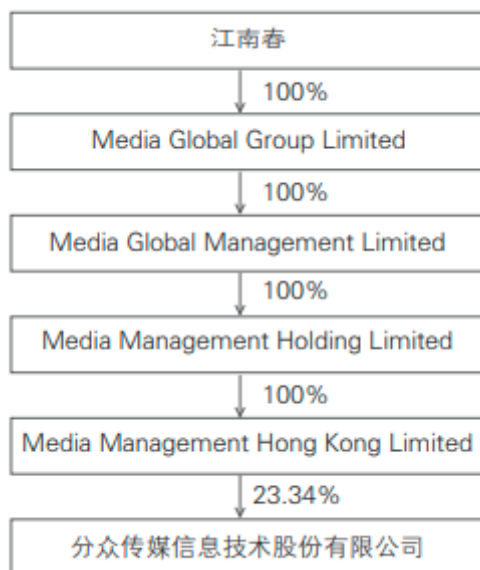 江南春
100%
Media Global Group Limited
100%
Media Global Management Limited
100%
Media Management Holding Limited
100%
Media Management Hong Kong Limited
23.34%
分众传媒信息技术股份有限公司